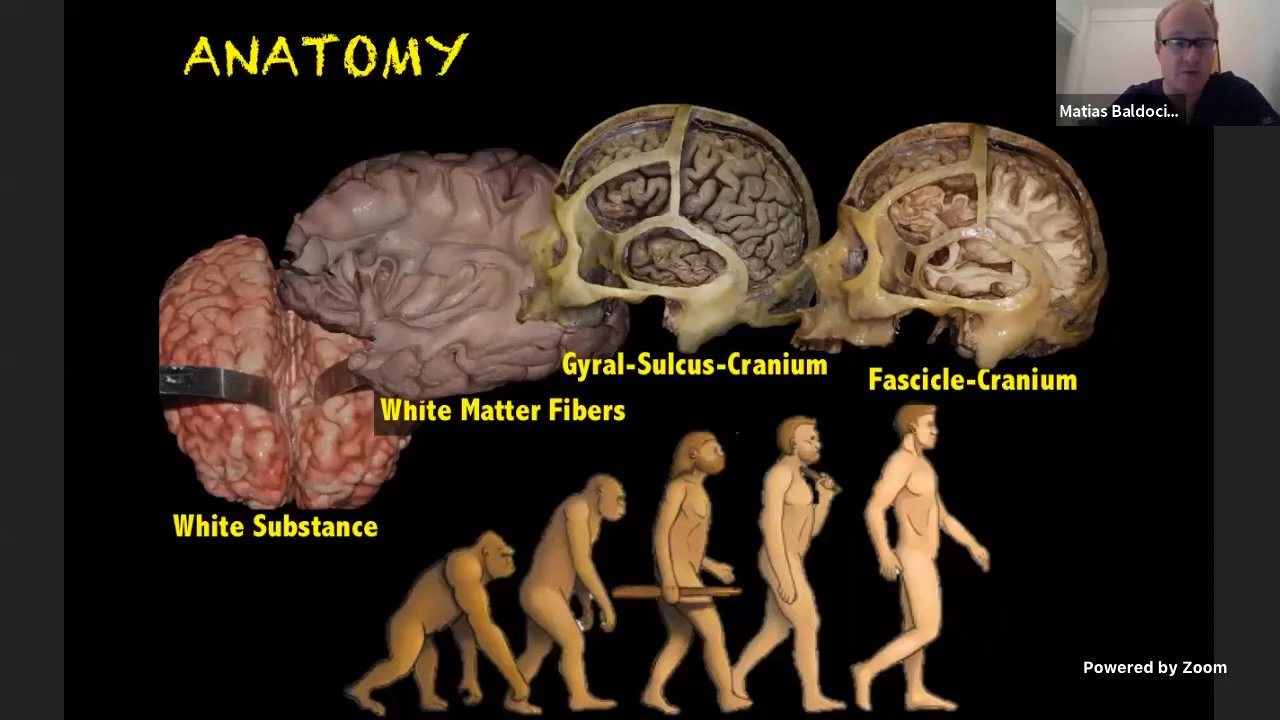 ANATOMY
Matias Baldoci...
Gyral-Sulcus-Cranium
Fascicle-Cranium
White Matter Fibers
White Substance
Powered by Zoom